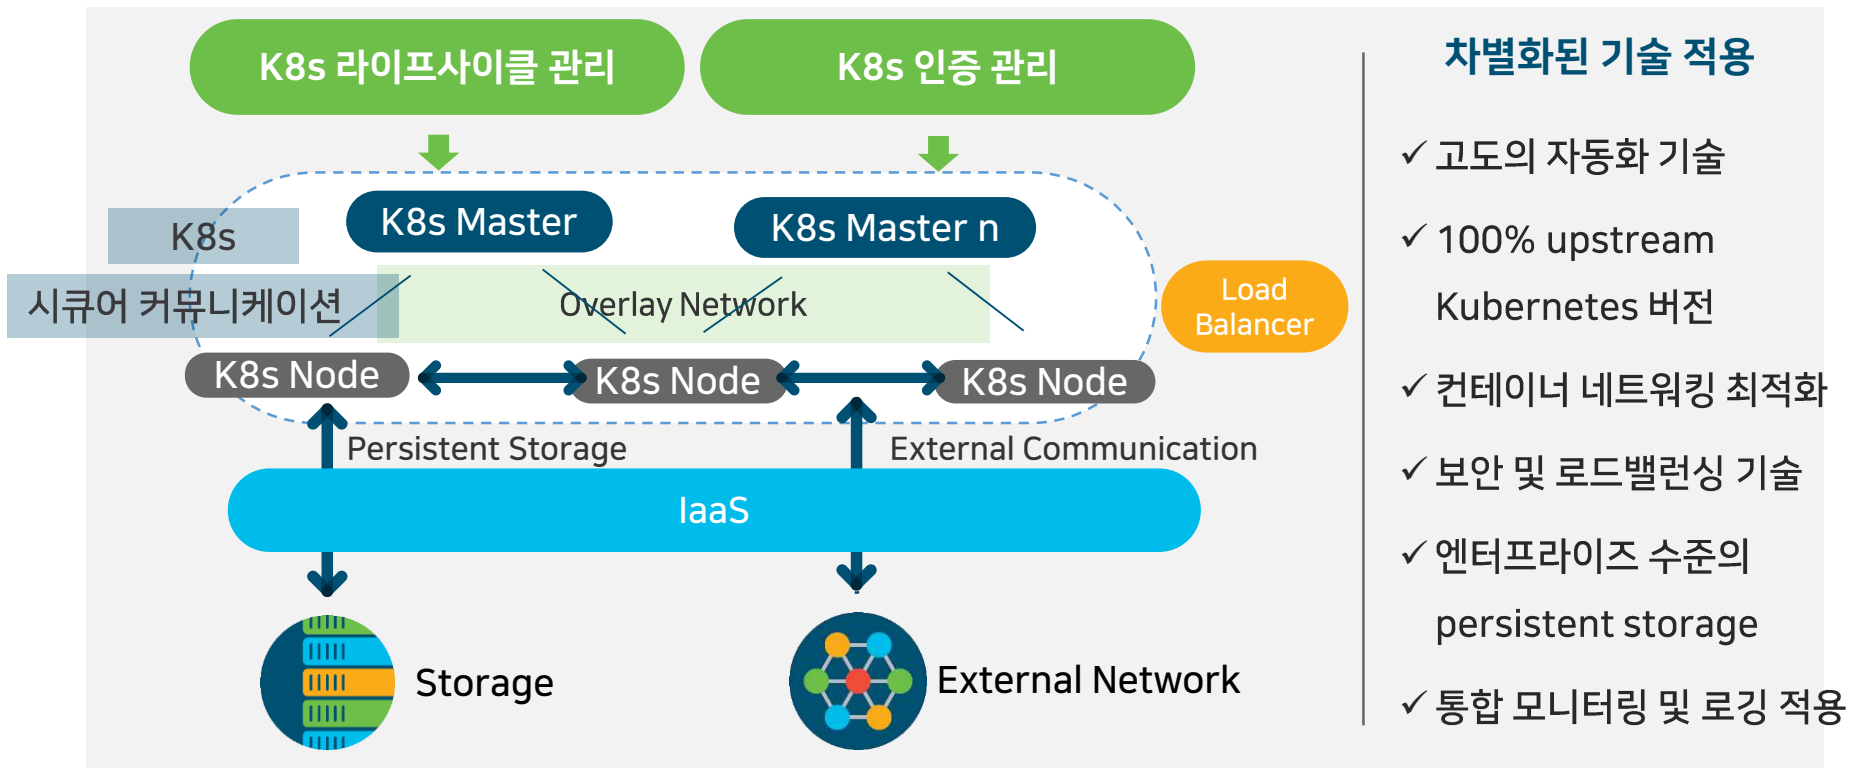 K8s 라이프사이클 관리
K8s 인증 관리
K8s Master
K8s Master n
K8s
시큐어 커뮤니케이션
Overlay Network
Load
Balancer
K8s Node
K8s Node
K8s Node
Persistent Storage
External Communication
IaaS
Storage
External Network
차별화된 기술 적용
✓ 고도의 자동화 기술
✓ 100% upstream
Kubernetes 버전
✓ 컨테이너 네트워킹 최적화
✓ 보안 및 로드밸런싱 기술
✓ 엔터프라이즈 수준의
persistent storage
✓ 통합 모니터링 및 로깅 적용